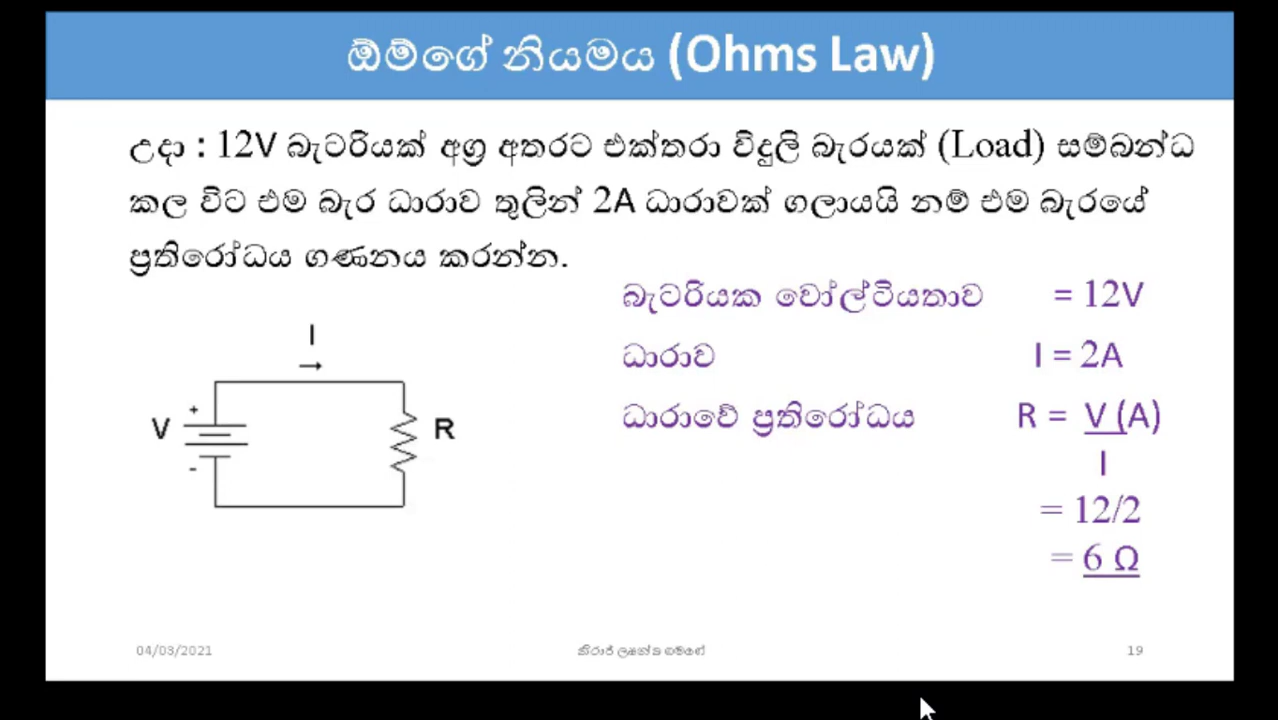 ඕම්ගේ නියමය (Ohms Law)
උදා : 12V බැටරියක් අග්‍ර අතරට එක්තරා විදුලි බැරයක් (Load) සම්බන්ධ
කල විට එම බැර ධාරාව තුලින් 2A ධාරාවක් ගලායයි නම් එම බැරයේ
ප්‍රතිරෝධය ගණනය කරන්න.
බැටරියක වෝල්ටියතාව = 12V
ධාරාව I = 2A
ධාරාවේ ප්‍රතිරෝධය R = V (A)
I
= 12/2
= 6 Ω
I
→
+
V
-
R
04/03/2021 19